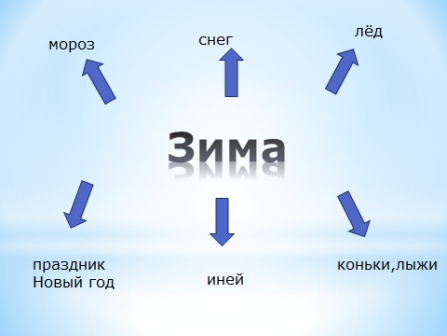 мороз
снег
лёд
Зима
праздник
Новый год
иней
коньки,лыжи